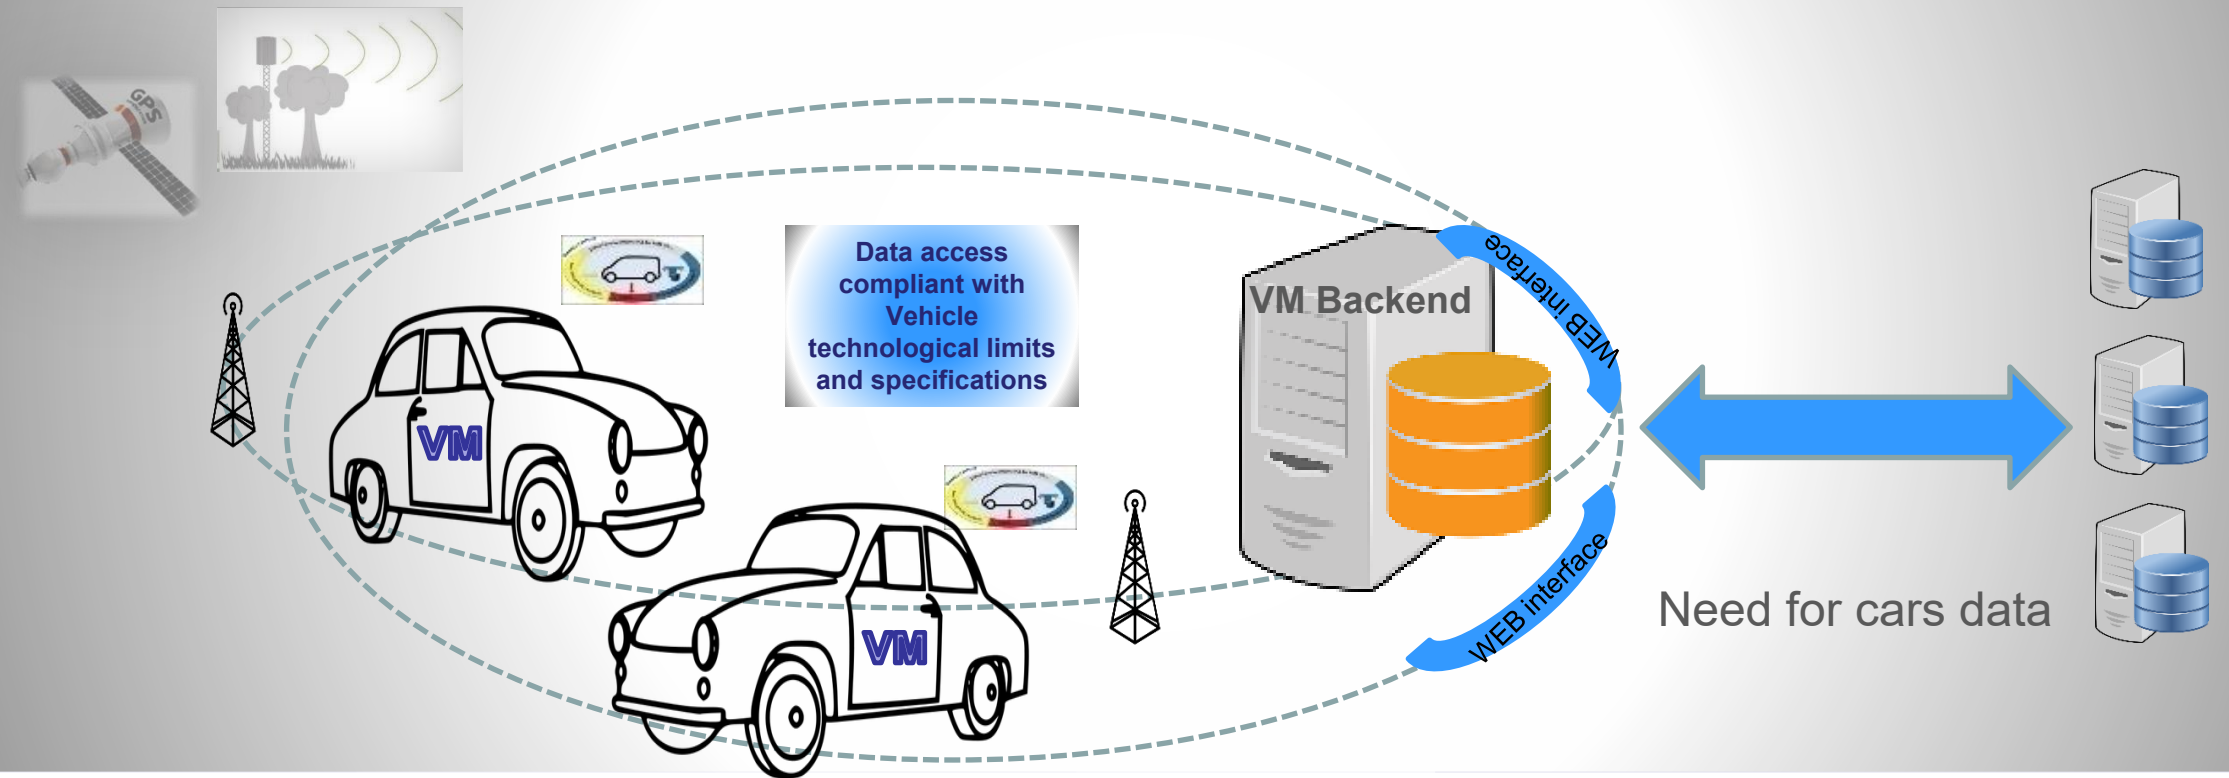 GPS
Data access
compliant with
Vehicle
technological limits
and specifications
VM Backend
WEB interface
VM
VM
WEB interface
Need for cars data